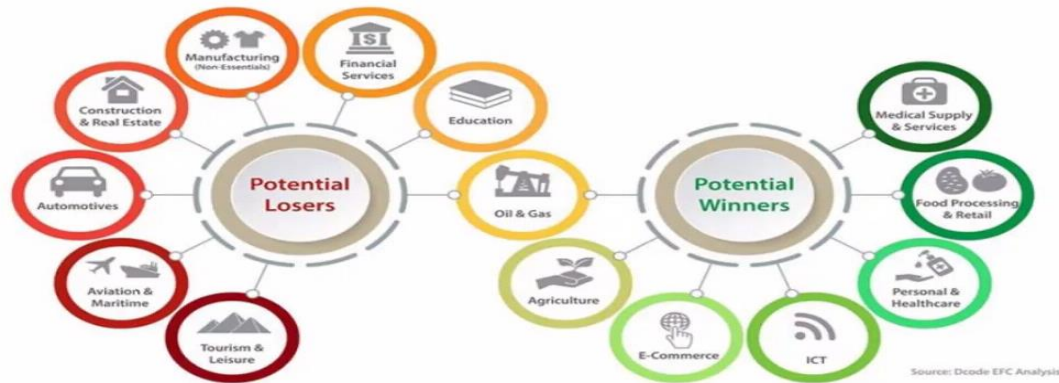 Manufacturing
(Non-Essentials)
Financial
Services
Construction
& Real Estate
Education
Medical Supply
& Services
Automotives
Potential
Losers
Oil & Gas
Potential
Winners
Food Processing
& Retail
Aviation &
Maritime
Agriculture
Personal &
Healthcare
Tourism &
Leisure
E-Commerce
ICT
Source: Dcode EFC Analysis